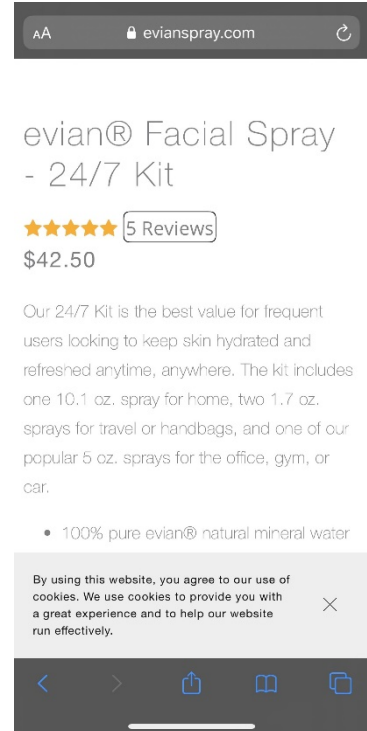 AA evianspray.com
evian® Facial Spray
- 24/7 Kit
5 Reviews
$42.50
Our 24/7 Kit is the best value for frequent
users looking to keep skin hydrated and
refreshed anytime, anywhere. The kit includes
one 10.1 oz. spray for home, two 1.7 oz.
sprays for travel or handbags, and one of our
popular 5 oz. sprays for the office, gym, or
car.
• 100% pure evian® natural mineral water
By using this website, you agree to our use of
cookies. We use cookies to provide you with
a great experience and to help our website
run effectively.